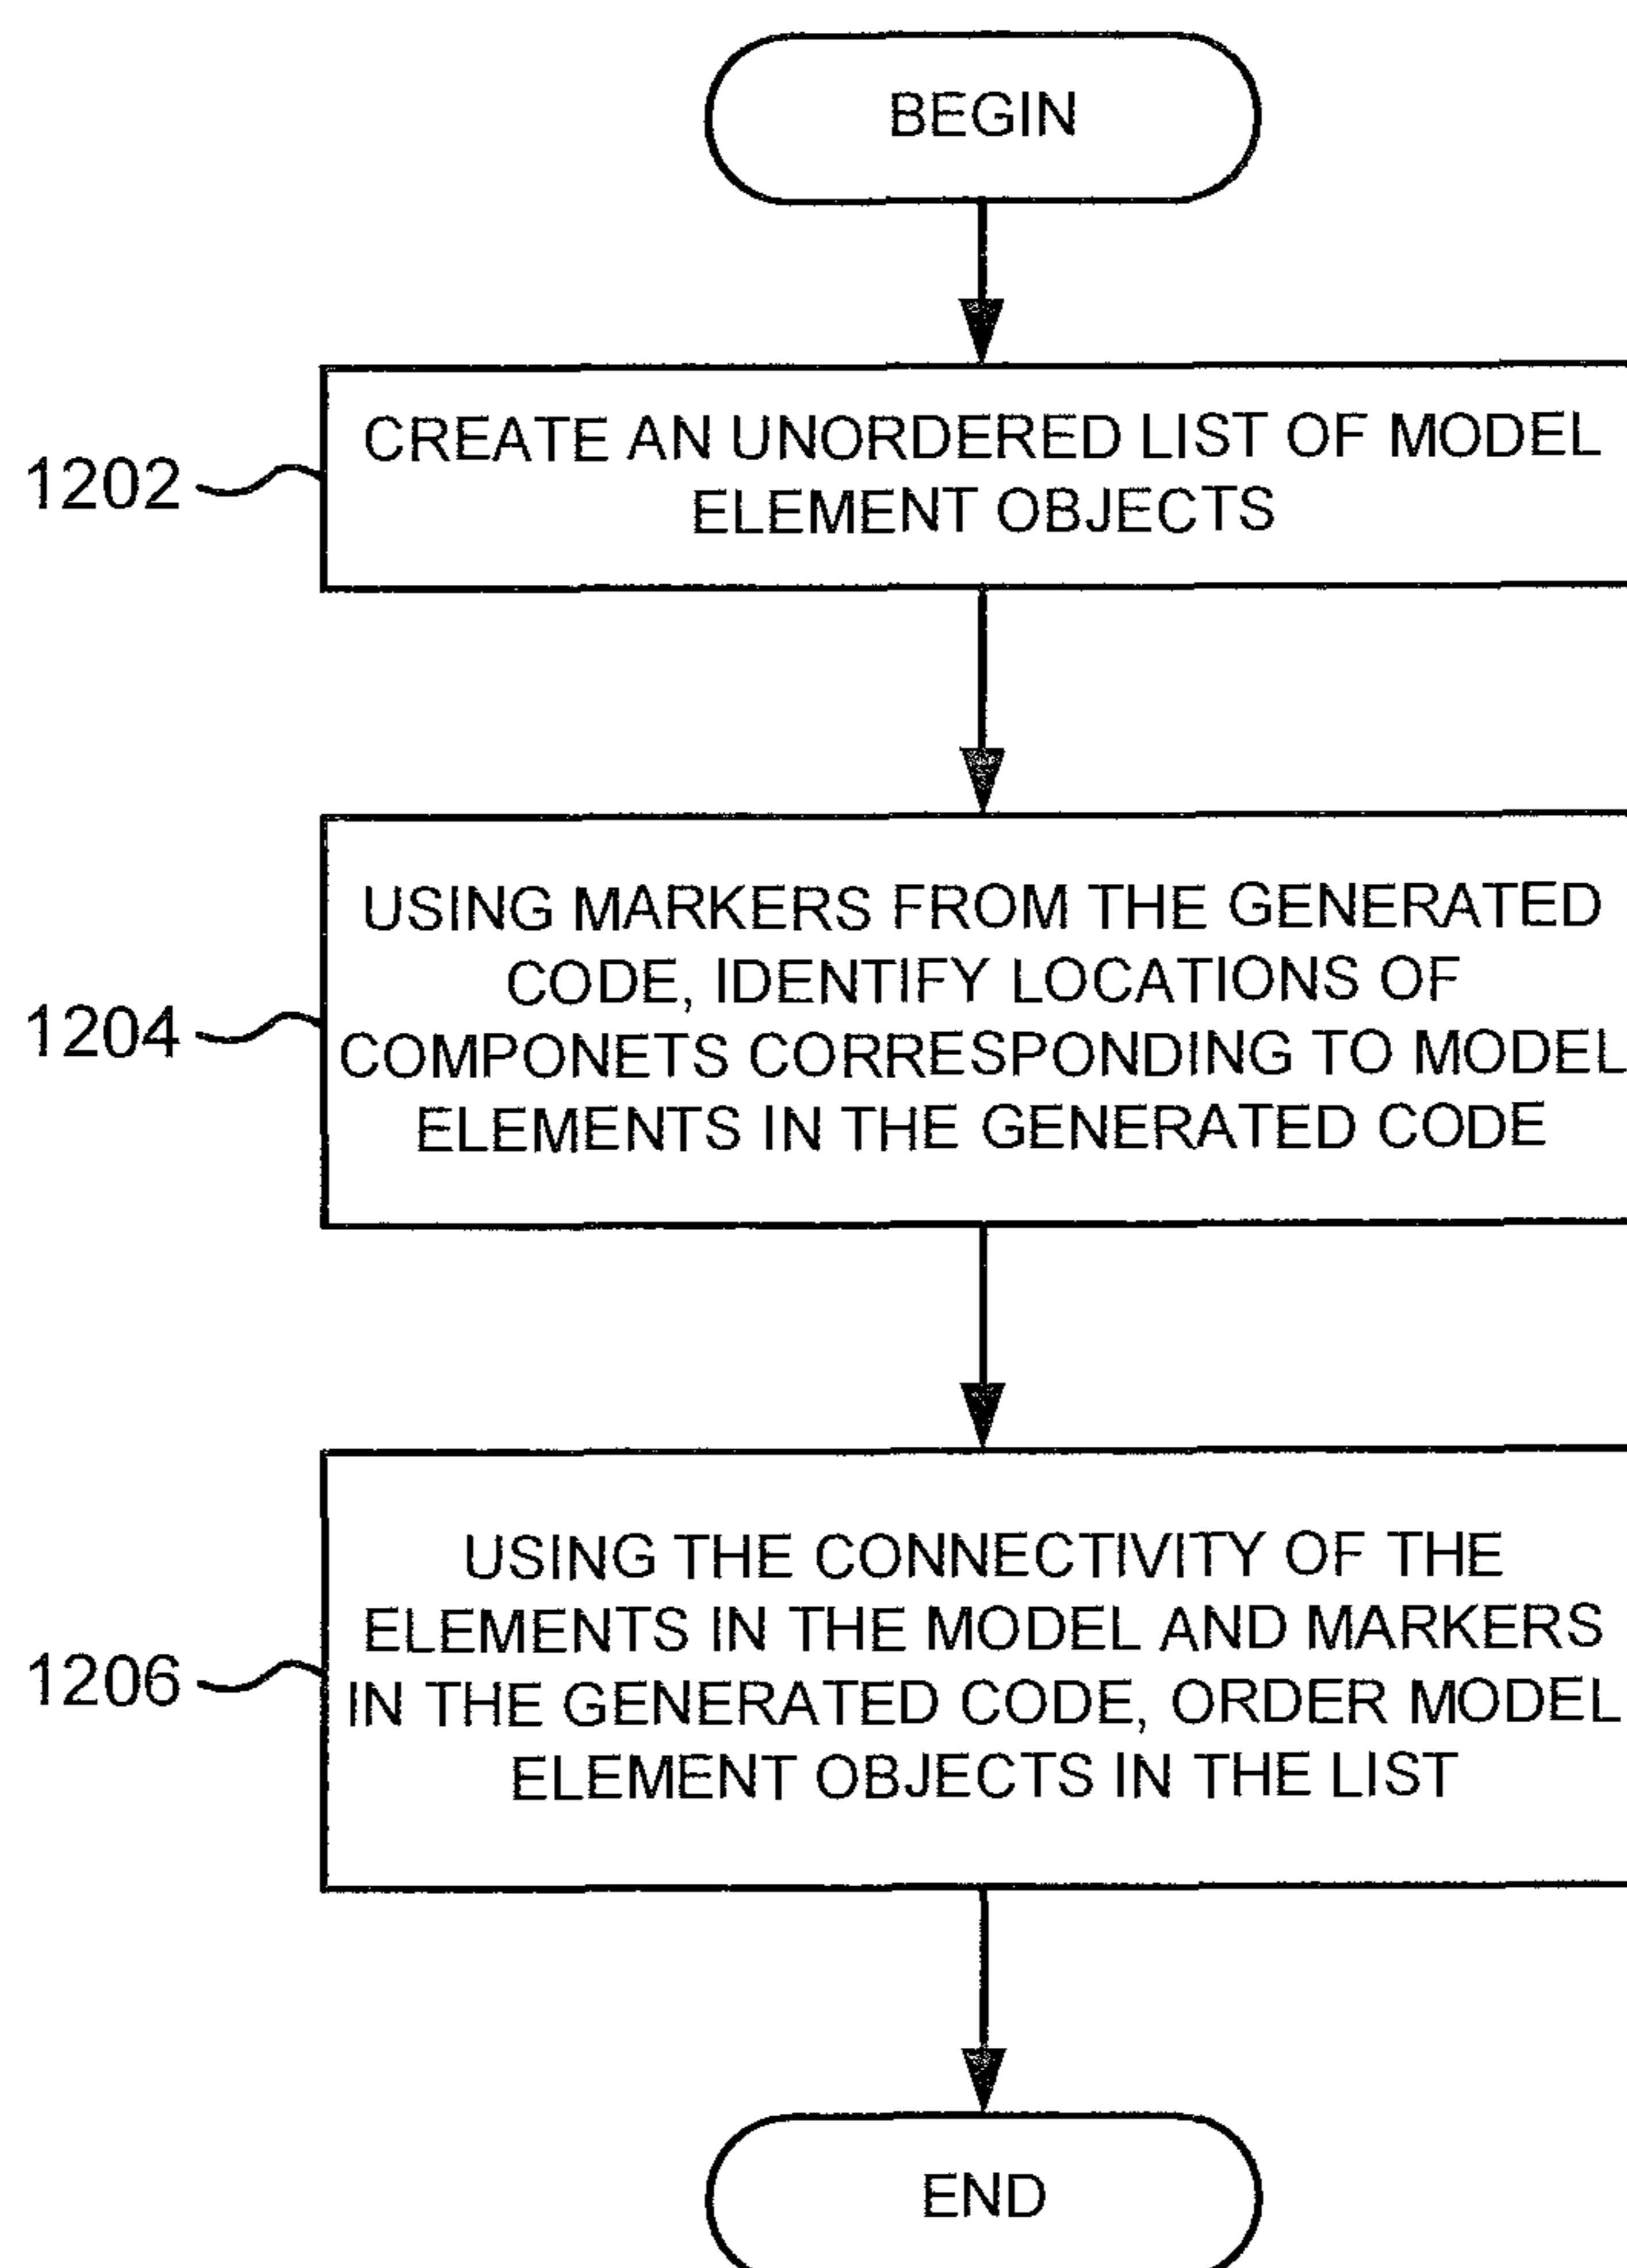 BEGIN
CREATE AN UNORDERED LIST OF MODEL
ELEMENT OBJECTS
1202
USING MARKERS FROM THE GENERATED
CODE, IDENTIFY LOCATIONS OF
COMPONETS CORRESPONDING TO MODEL
ELEMENTS IN THE GENERATED CODE
1204
USING THE CONNECTIVITY OF THE
ELEMENTS IN THE MODEL AND MARKERS
IN THE GENERATED CODE, ORDER MODEL
ELEMENT OBJECTS IN THE LIST
1206
END